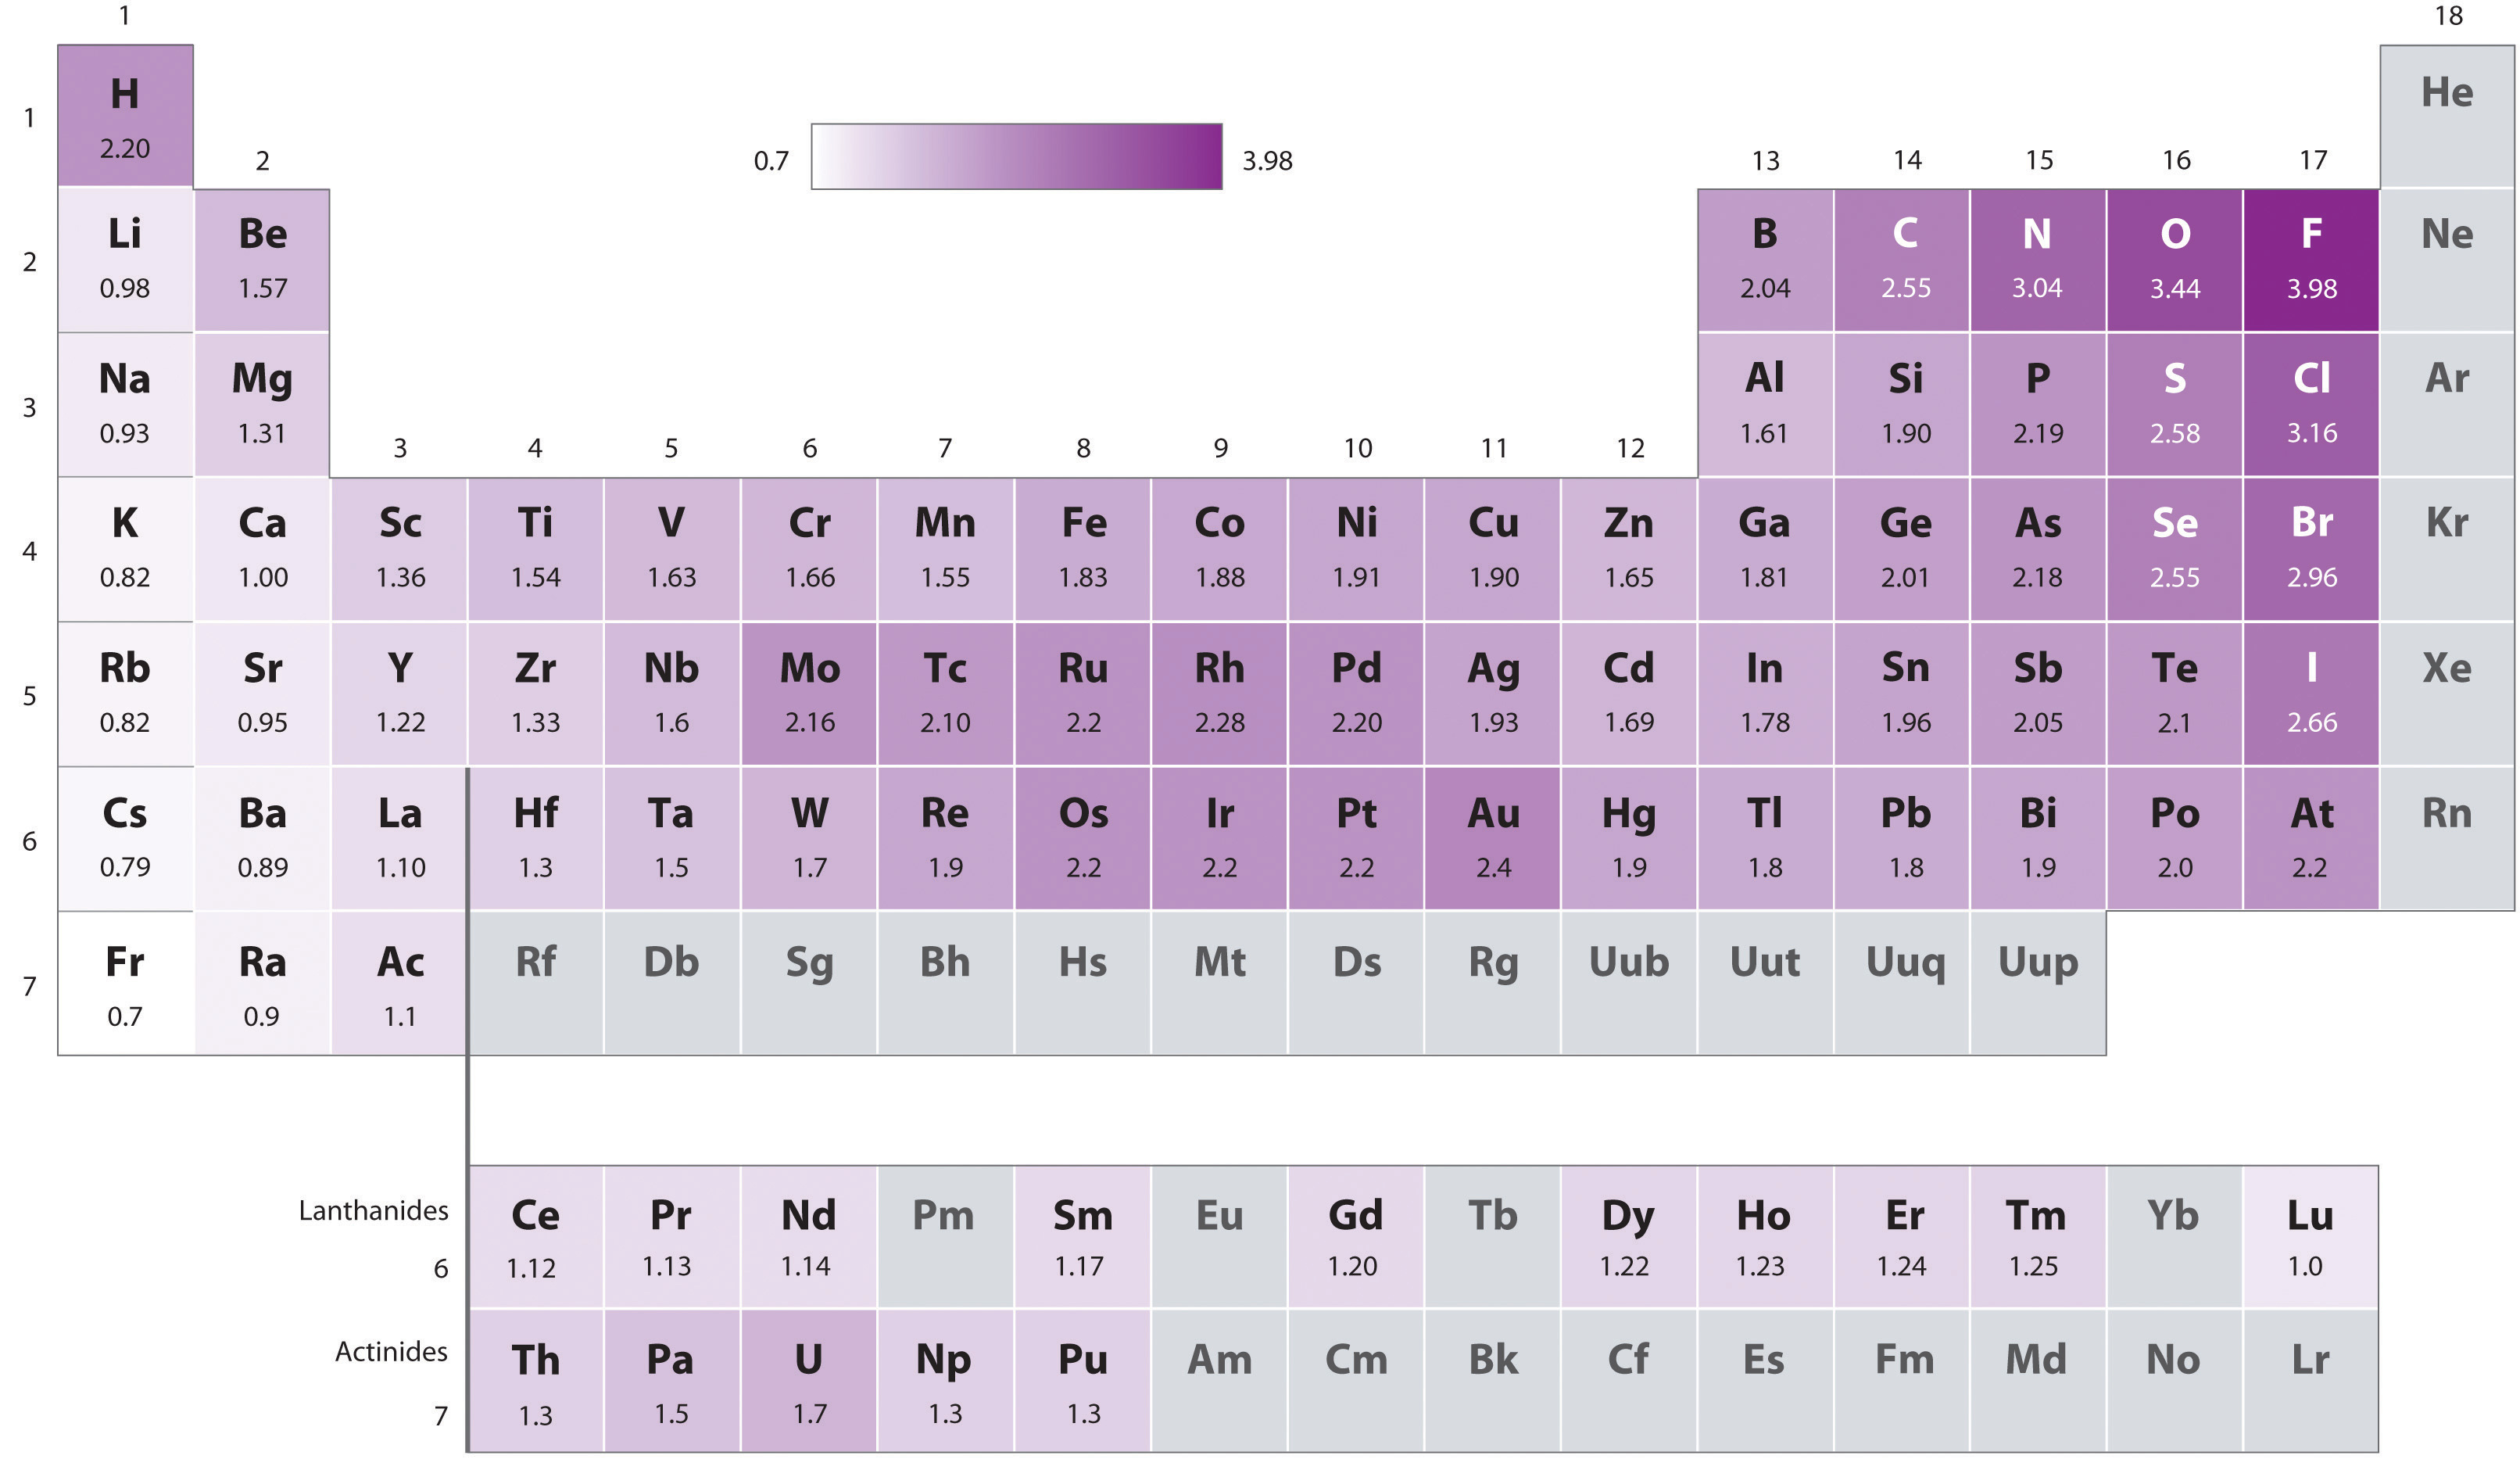 1 18
H He
1
2.20
2 0.7 3.98 13 14 15 16 17
Li Be B C N O F Ne
2
0.98 1.57 2.04 2.55 3.04 3.44 3.98
Na Mg Al Si P S Cl Ar
3
0.93 1.31 1.61 1.90 2.19 2.58 3.16
3 4 5 6 7 8 9 10 11 12
K Ca Sc Ti V Cr Mn Fe Co Ni Cu Zn Ga Ge As Se Br Kr
4
0.82 1.00 1.36 1.54 1.63 1.66 1.55 1.83 1.88 1.91 1.90 1.65 1.81 2.01 2.18 2.55 2.96
Rb Sr Y Zr Nb Mo Tc Ru Rh Pd Ag Cd In Sn Sb Te I Xe
5
0.82 0.95 1.22 1.33 1.6 2.16 2.10 2.2 2.28 2.20 1.93 1.69 1.78 1.96 2.05 2.1 2.66
Cs Ba La Hf Ta W Re Os Ir Pt Au Hg Tl Pb Bi Po At Rn
6
0.79 0.89 1.10 1.3 1.5 1.7 1.9 2.2 2.2 2.2 2.4 1.9 1.8 1.8 1.9 2.0 2.2
Fr Ra Ac Rf Db Sg Bh Hs Mt Ds Rg Uub Uut Uuq Uup
7
0.7 0.9 1.1
Lanthanides Ce Pr Nd Pm Sm Eu Gd Tb Dy Ho Er Tm Yb Lu
6 1.12 1.13 1.14 1.17 1.20 1.22 1.23 1.24 1.25 1.0
Actinides Th Pa U Np Pu Am Cm Bk Cf Es Fm Md No Lr
7 1.3 1.5 1.7 1.3 1.3